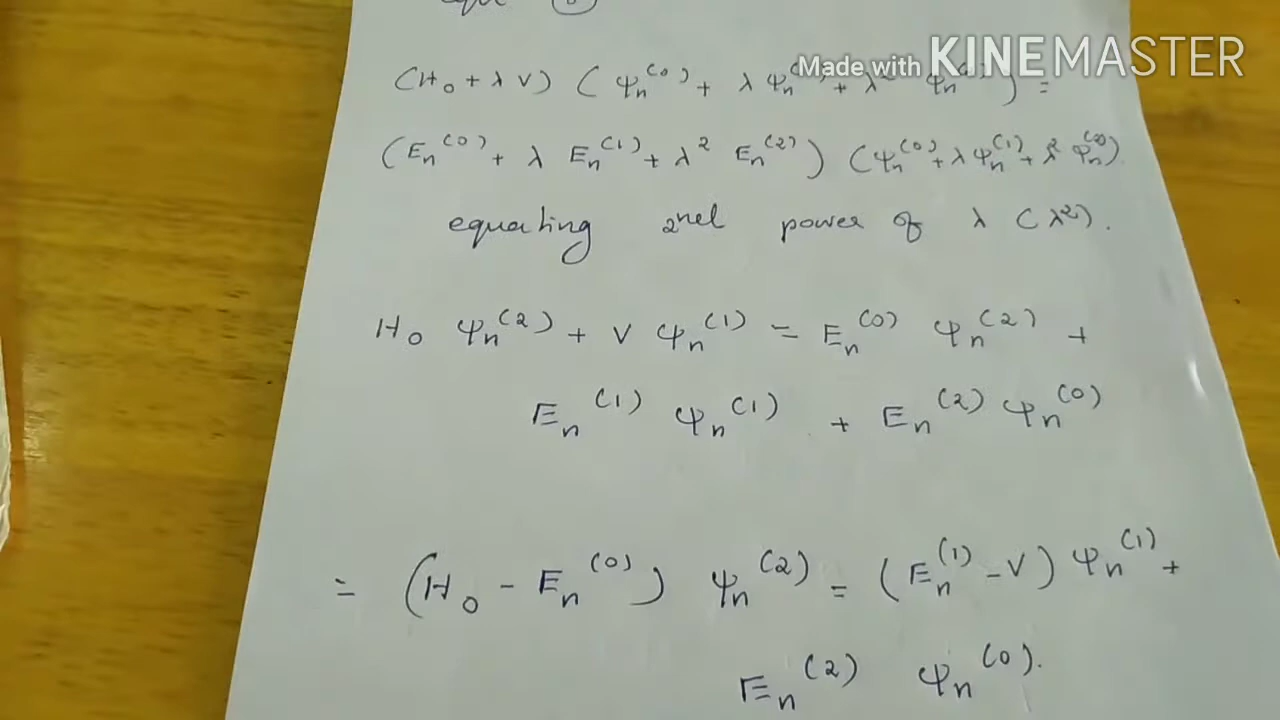 Made with KINEMASTER
(H₀ + λ V) ( ψₙ⁽⁰⁾ + λ ψₙ + λ ψₙ ) =
(Eₙ⁽⁰⁾ + λ Eₙ⁽¹⁾ + λ² Eₙ⁽²⁾) (ψₙ⁽⁰⁾ + λ ψₙ⁽¹⁾ + λ² ψₙ).
equating 2nd power of λ (λ²).
H₀ ψₙ⁽²⁾ + V ψₙ⁽¹⁾ = Eₙ⁽⁰⁾ ψₙ⁽²⁾ +
Eₙ⁽¹⁾ ψₙ⁽¹⁾ + Eₙ⁽²⁾ ψₙ⁽⁰⁾
= (H₀ - Eₙ⁽⁰⁾) ψₙ⁽²⁾ = (Eₙ⁽¹⁾ - V) ψₙ⁽¹⁾ +
Eₙ⁽²⁾ ψₙ⁽⁰⁾.